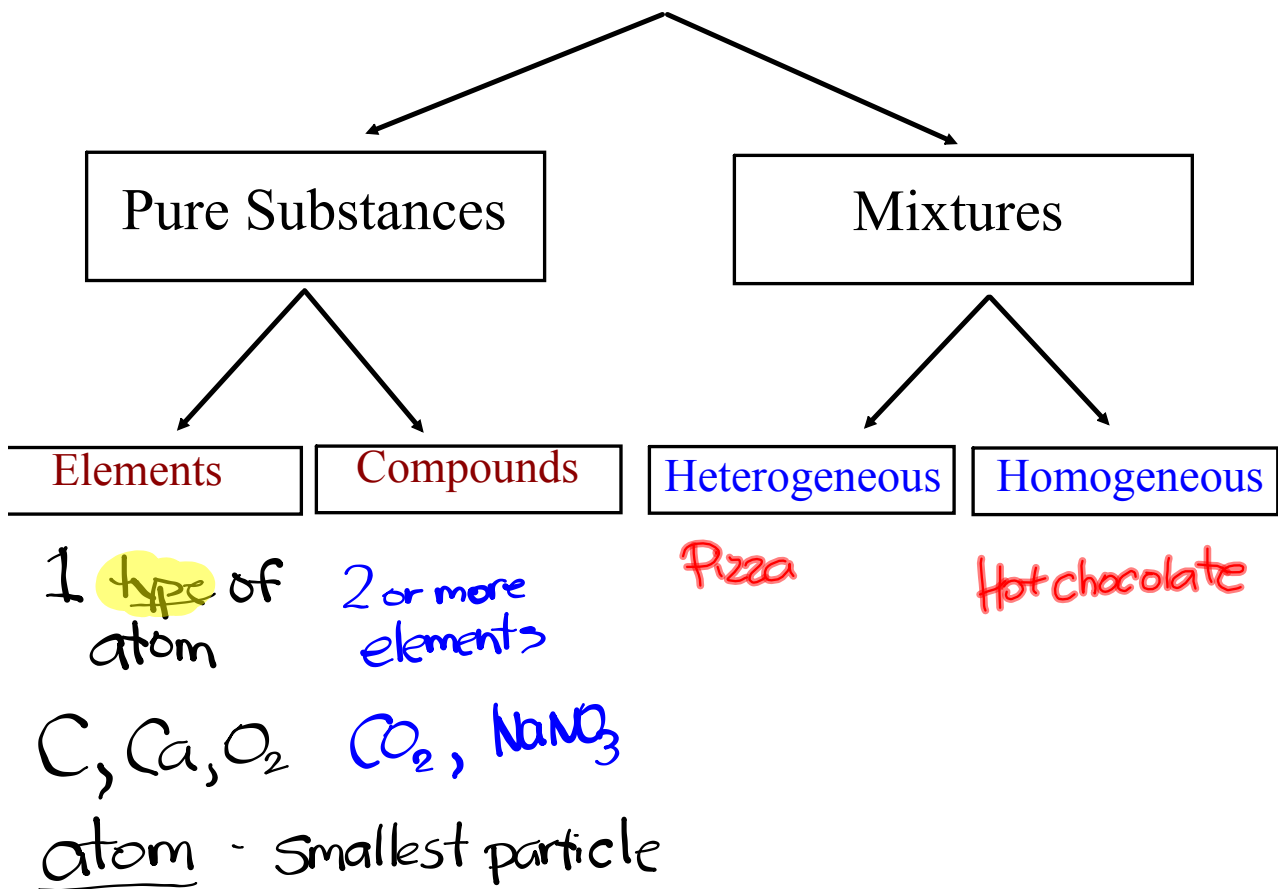 Pure Substances
Mixtures
Elements
Compounds
Heterogeneous
Homogeneous
1 type of
atom
2 or more
elements
Pizza
Hot chocolate
C, Ca, O₂
CO₂, NaNO₃
atom - smallest particle